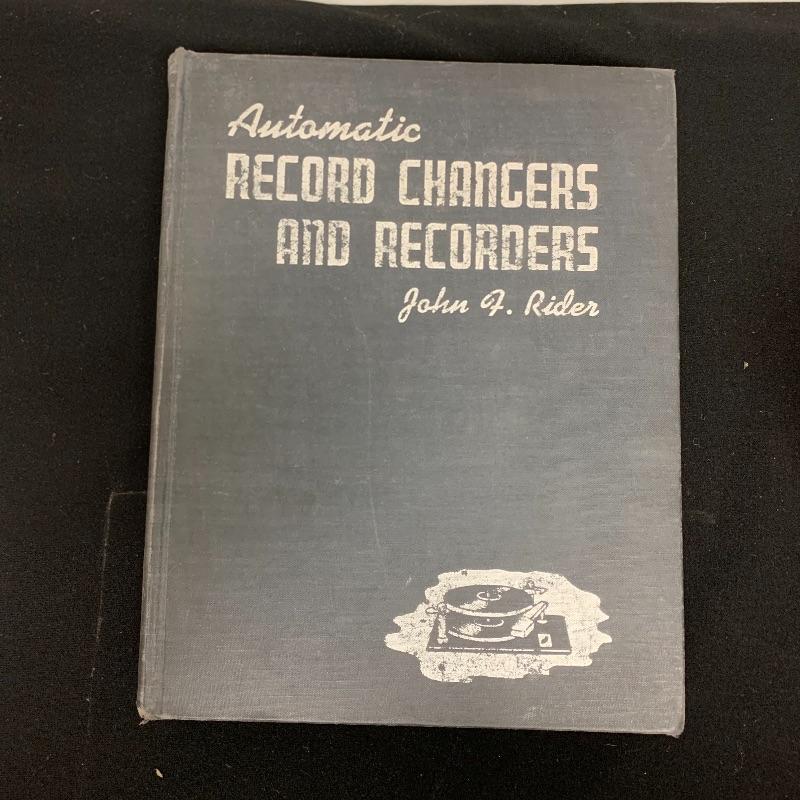 Automatic
RECORD CHANGERS
AND RECORDERS
John F. Rider